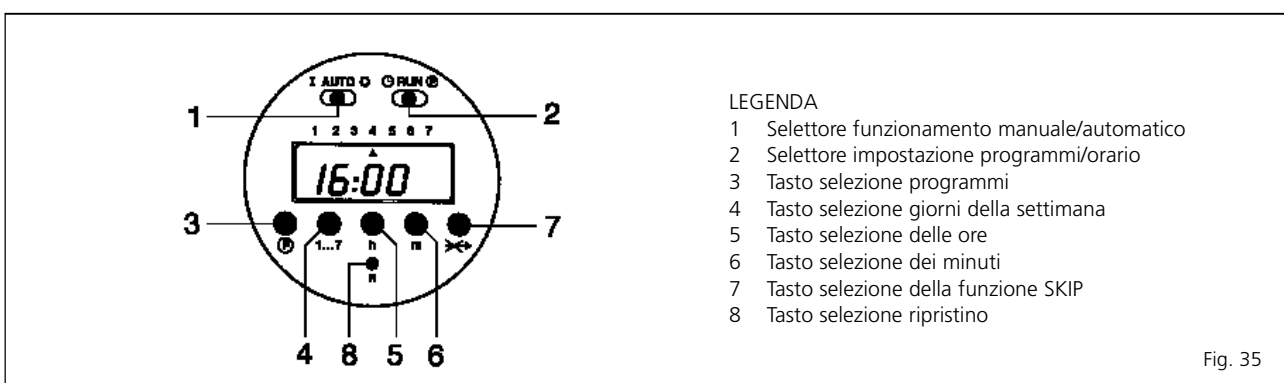 I AUTO RUN P
1 2
1 2 3 4 5 6 7
16:00
3 7
P 1...7 h m
R
4 8 5 6
LEGENDA
1 Selettore funzionamento manuale/automatico
2 Selettore impostazione programmi/orario
3 Tasto selezione programmi
4 Tasto selezione giorni della settimana
5 Tasto selezione delle ore
6 Tasto selezione dei minuti
7 Tasto selezione della funzione SKIP
8 Tasto selezione ripristino
Fig. 35